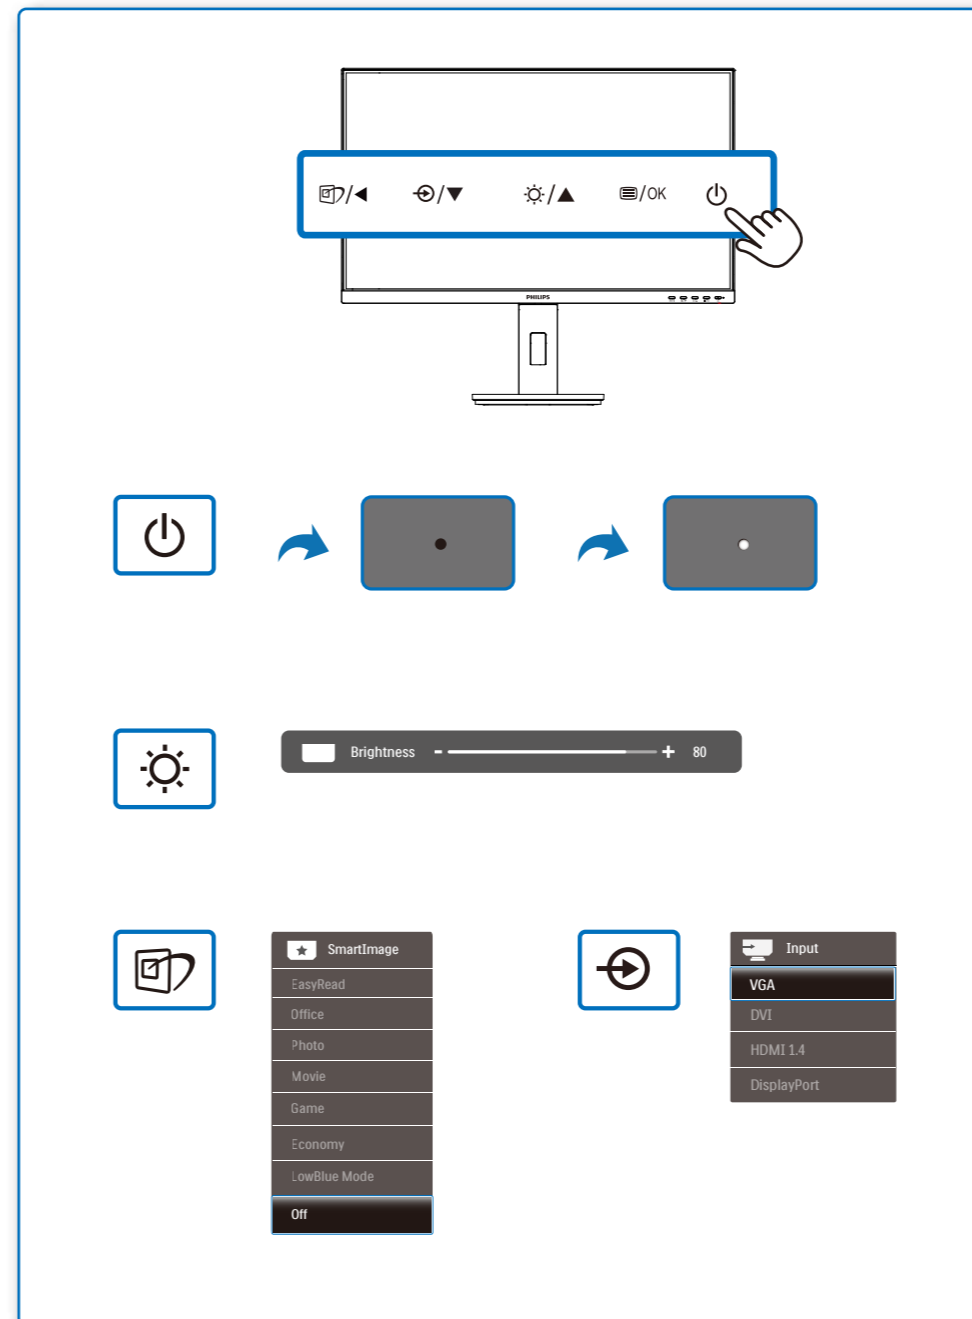 /◀ /▼ /▲ /OK
PHILIPS
Brightness - + 80
SmartImage
EasyRead
Office
Photo
Movie
Game
Economy
LowBlue Mode
Off
Input
VGA
DVI
HDMI 1.4
DisplayPort